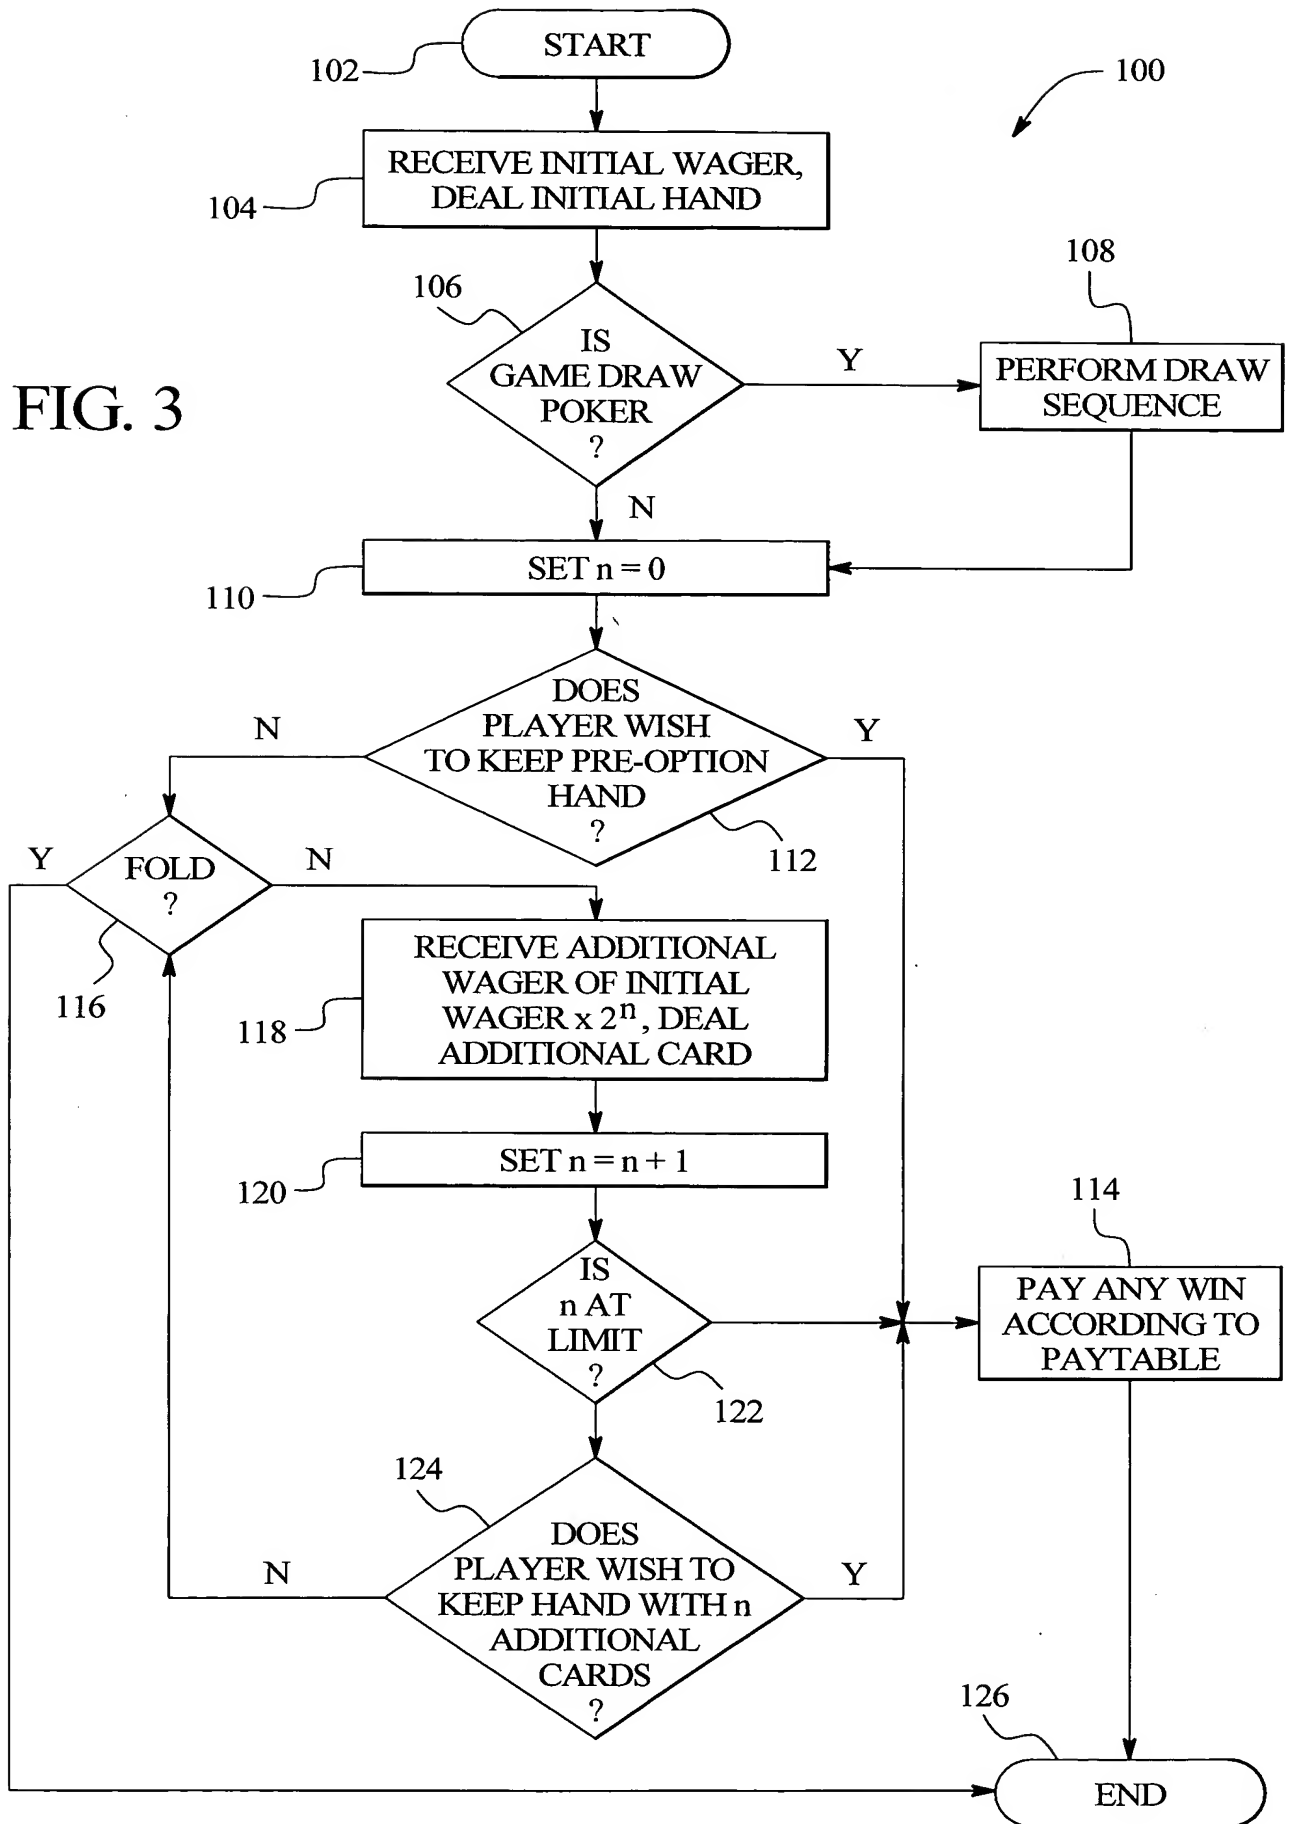 START
102
100
RECEIVE INITIAL WAGER,
DEAL INITIAL HAND
104
106
108
IS
GAME DRAW
POKER
?
Y
PERFORM DRAW
SEQUENCE
FIG. 3
N
SET n = 0
110
DOES
PLAYER WISH
TO KEEP PRE-OPTION
HAND
?
N
Y
112
Y
FOLD
?
N
116
RECEIVE ADDITIONAL
WAGER OF INITIAL
WAGER x 2ⁿ, DEAL
ADDITIONAL CARD
118
SET n = n + 1
120
114
IS
n AT
LIMIT
?
122
PAY ANY WIN
ACCORDING TO
PAYTABLE
124
DOES
PLAYER WISH TO
KEEP HAND WITH n
ADDITIONAL
CARDS
?
N
Y
126
END